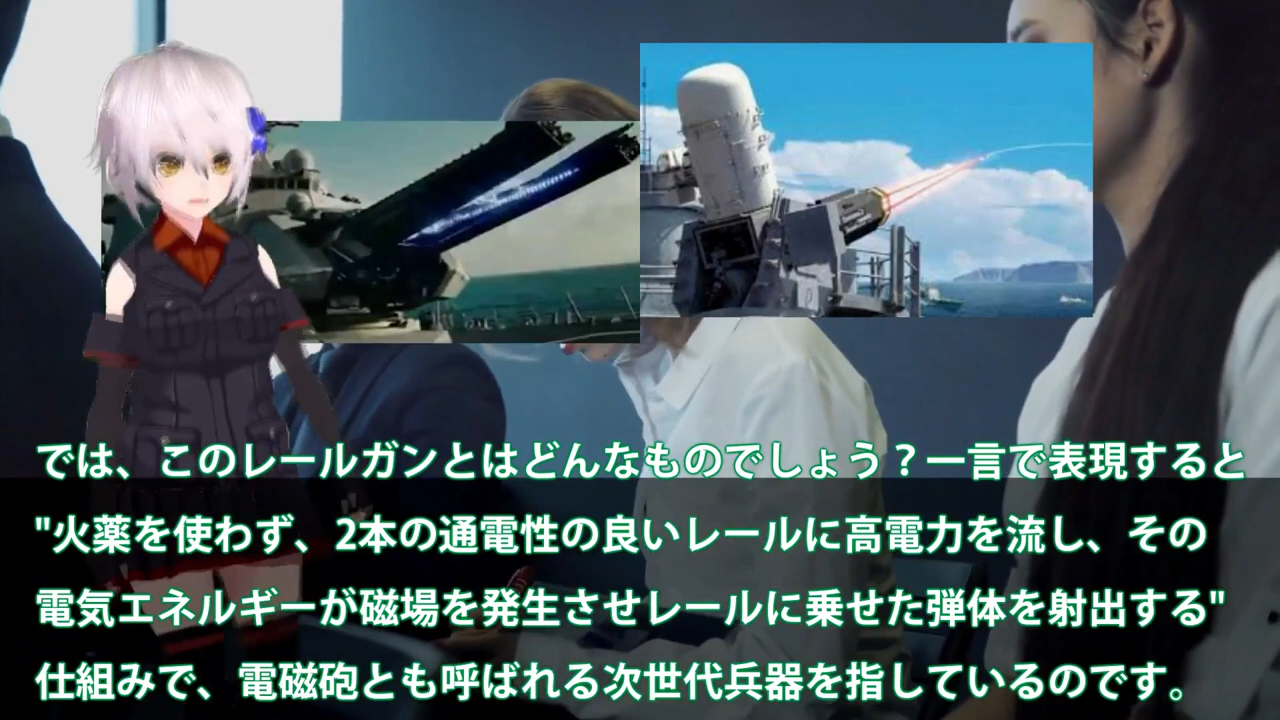 では、このレールガンとはどんなものでしょう？一言で表現すると
"火薬を使わず、2本の通電性の良いレールに高電力を流し、その
電気エネルギーが磁場を発生させレールに乗せた弾体を射出する"
仕組みで、電磁砲とも呼ばれる次世代兵器を指しているのです。